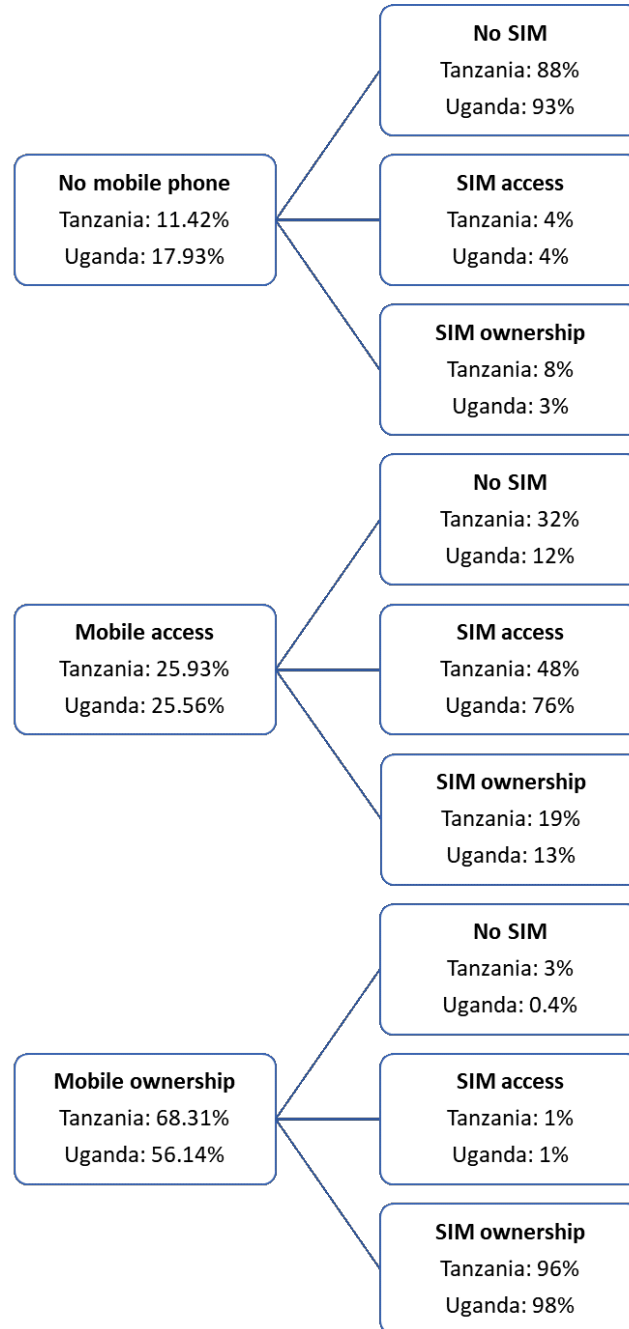 No SIM
Tanzania: 88%
Uganda: 93%
No mobile phone
Tanzania: 11.42%
Uganda: 17.93%
SIM access
Tanzania: 4%
Uganda: 4%
SIM ownership
Tanzania: 8%
Uganda: 3%
No SIM
Tanzania: 32%
Uganda: 12%
Mobile access
Tanzania: 25.93%
Uganda: 25.56%
SIM access
Tanzania: 48%
Uganda: 76%
SIM ownership
Tanzania: 19%
Uganda: 13%
No SIM
Tanzania: 3%
Uganda: 0.4%
Mobile ownership
Tanzania: 68.31%
Uganda: 56.14%
SIM access
Tanzania: 1%
Uganda: 1%
SIM ownership
Tanzania: 96%
Uganda: 98%